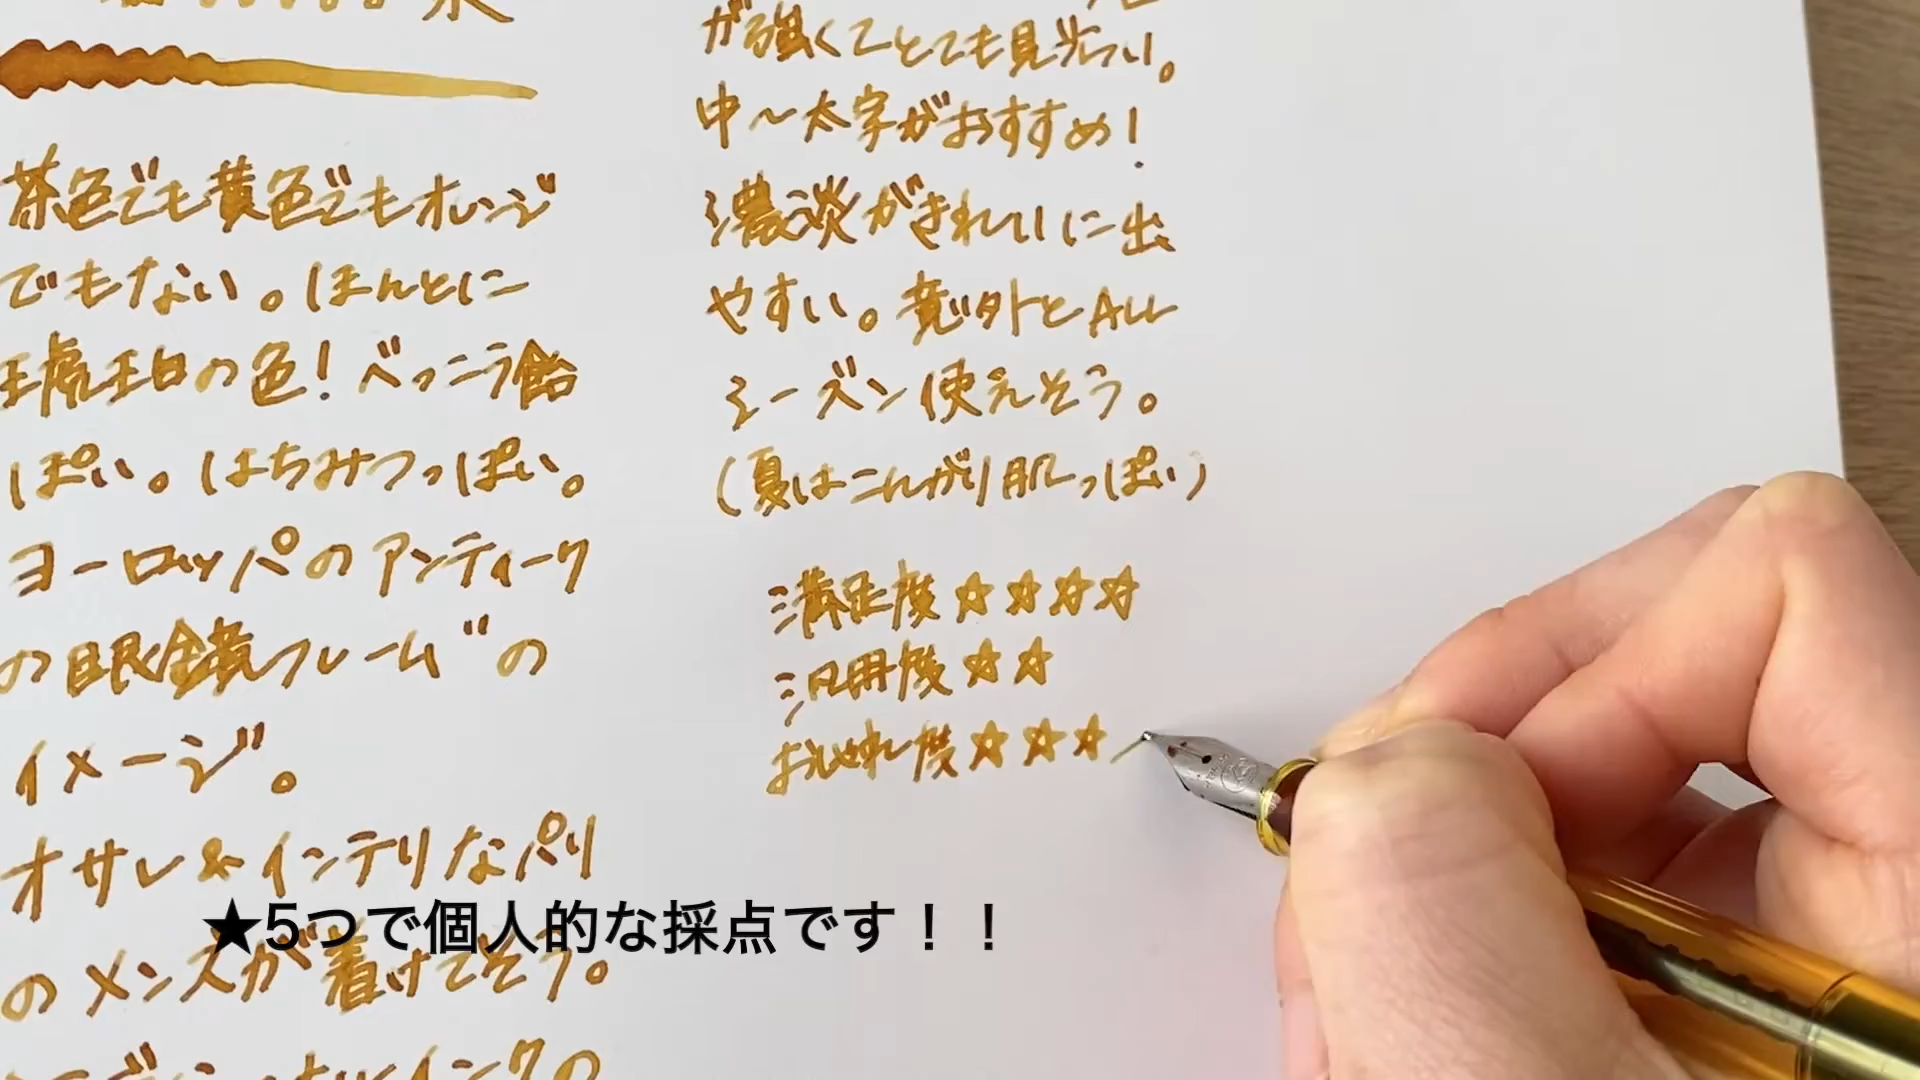 茶色でも黄色でもオレンジ
でもない。ほんとに
琥珀の色！べっこう飴
ぽい。はちみつっぽい。
ヨーロッパのアンティーク
の眼鏡フレーム〃の
イメージ。
オサレ&インテリなパリ
のメンズが着けてそう。
が強くてとても見やすい。
中～太字がおすすめ！
濃淡がきれいに出
やすい。意外とALL
シーズン使えそう。
(夏はこんがり肌っぽい)
満足度☆☆☆☆
汎用度☆☆
おしゃれ度☆☆☆
★5つで個人的な採点です！！